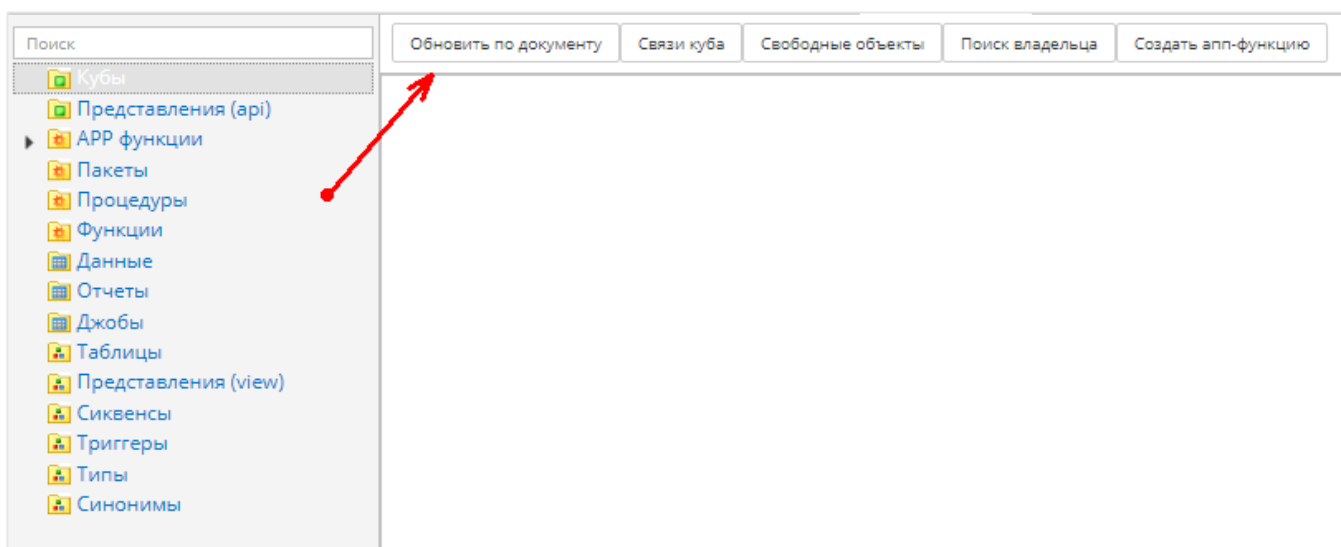 Поиск
Обновить по документу Связи куба Свободные объекты Поиск владельца Создать апп-функцию
Кубы
Представления (api)
APP функции
Пакеты
Процедуры
Функции
Данные
Отчеты
Джобы
Таблицы
Представления (view)
Сиквенсы
Триггеры
Типы
Синонимы